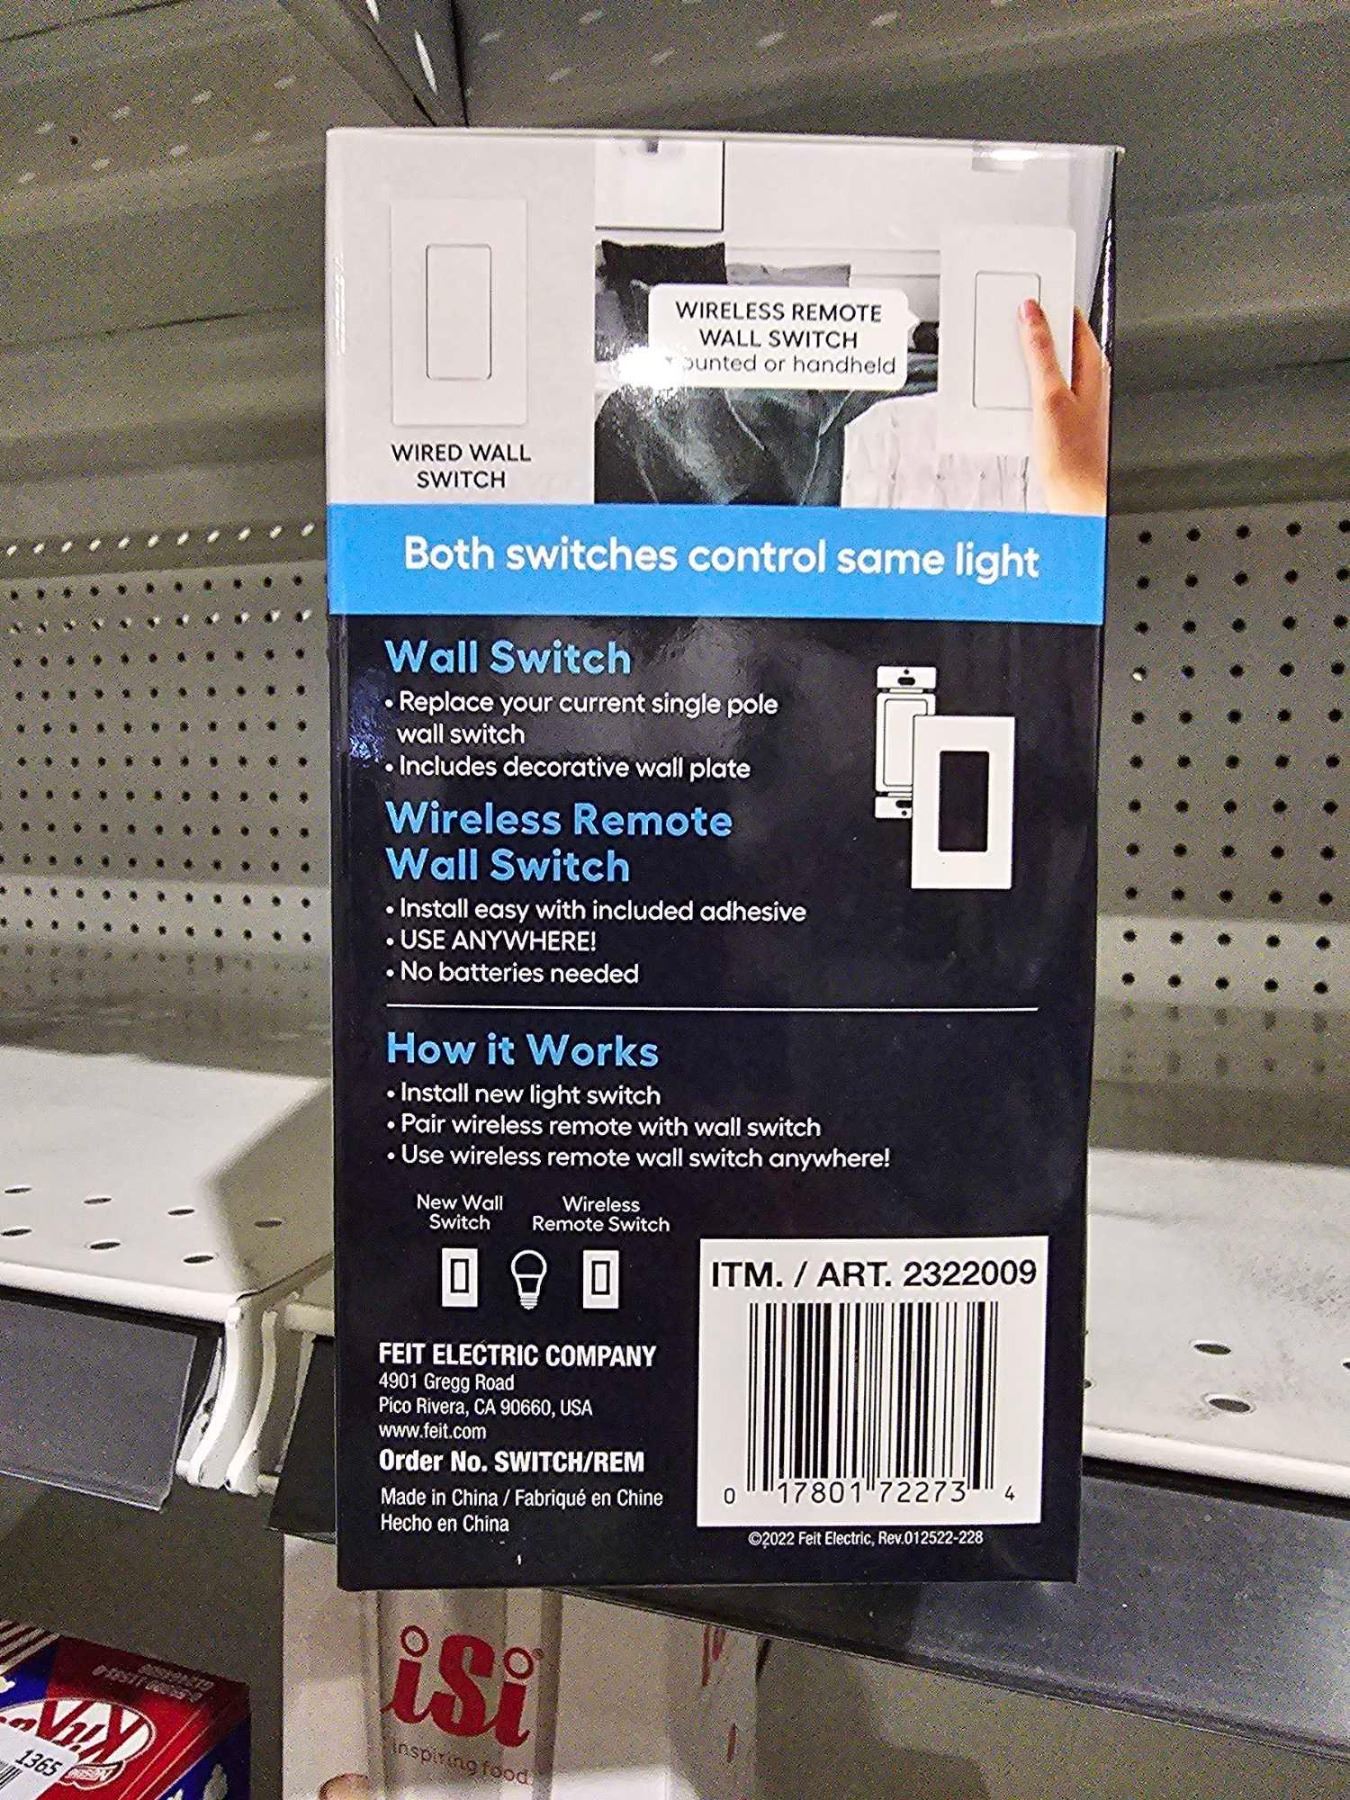 WIRELESS REMOTE
WALL SWITCH
or handheld
WIRED WALL
SWITCH
Both switches control same light
Wall Switch
• Replace your current single pole
wall switch
• Includes decorative wall plate
Wireless Remote
Wall Switch
• Install easy with included adhesive
• USE ANYWHERE!
• No batteries needed
How it Works
• Install new light switch
• Pair wireless remote with wall switch
• Use wireless remote wall switch anywhere!
New Wall
Switch
Wireless
Remote Switch
ITM. / ART. 2322009
0 17801 72273 4
FEIT ELECTRIC COMPANY
4901 Gregg Road
Pico Rivera, CA 90660, USA
www.feit.com
Order No. SWITCH/REM
Made in China / Fabriqué en Chine
Hecho en China
©2022 Feit Electric, Rev.012522-228
iSi
inspiring food
1365